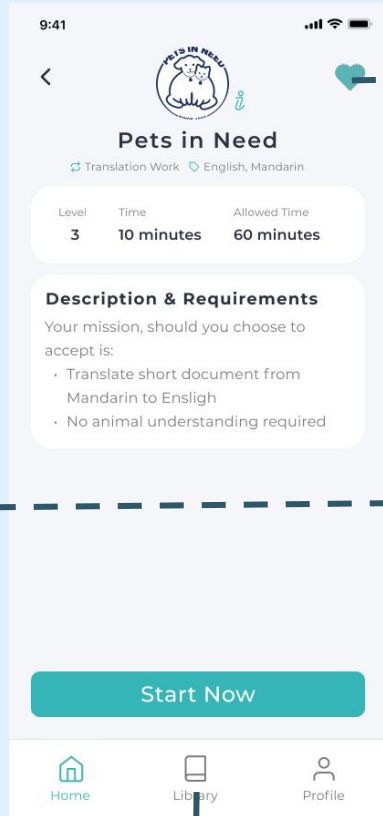 9:41
PETS IN NEED
Pets in Need
Translation Work English, Mandarin
Level Time Allowed Time
3 10 minutes 60 minutes
Description & Requirements
Your mission, should you choose to
accept is:
· Translate short document from
Mandarin to Ensligh
· No animal understanding required
Start Now
Home Library Profile